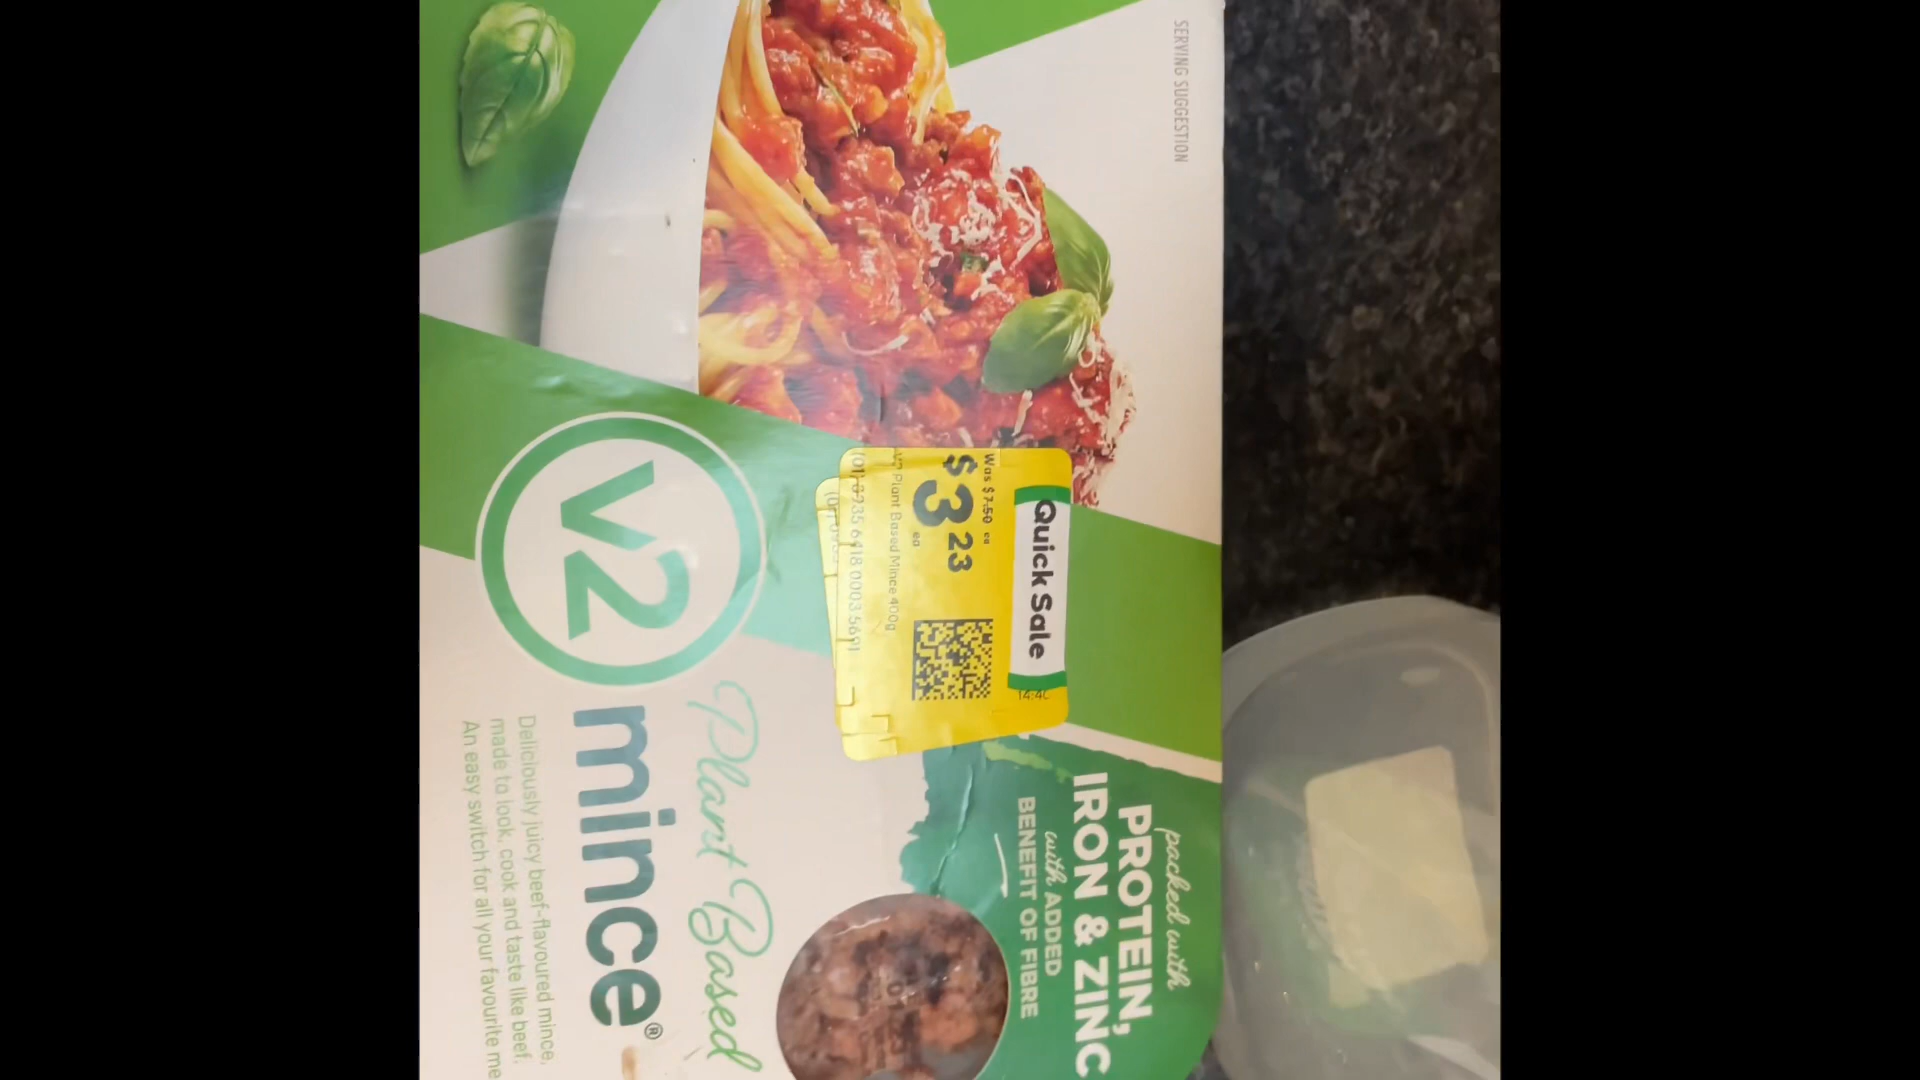 SERVING SUGGESTION
Quick Sale
Was $7.50 ea
$3 23
ea
Plant Based Mince 400g
packed with
PROTEIN,
IRON & ZINC
with ADDED
BENEFIT OF FIBRE
Plant Based
v2 mince®
Deliciously juicy beef-flavoured mince,
made to look, cook and taste like beef.
An easy switch for all your favourite